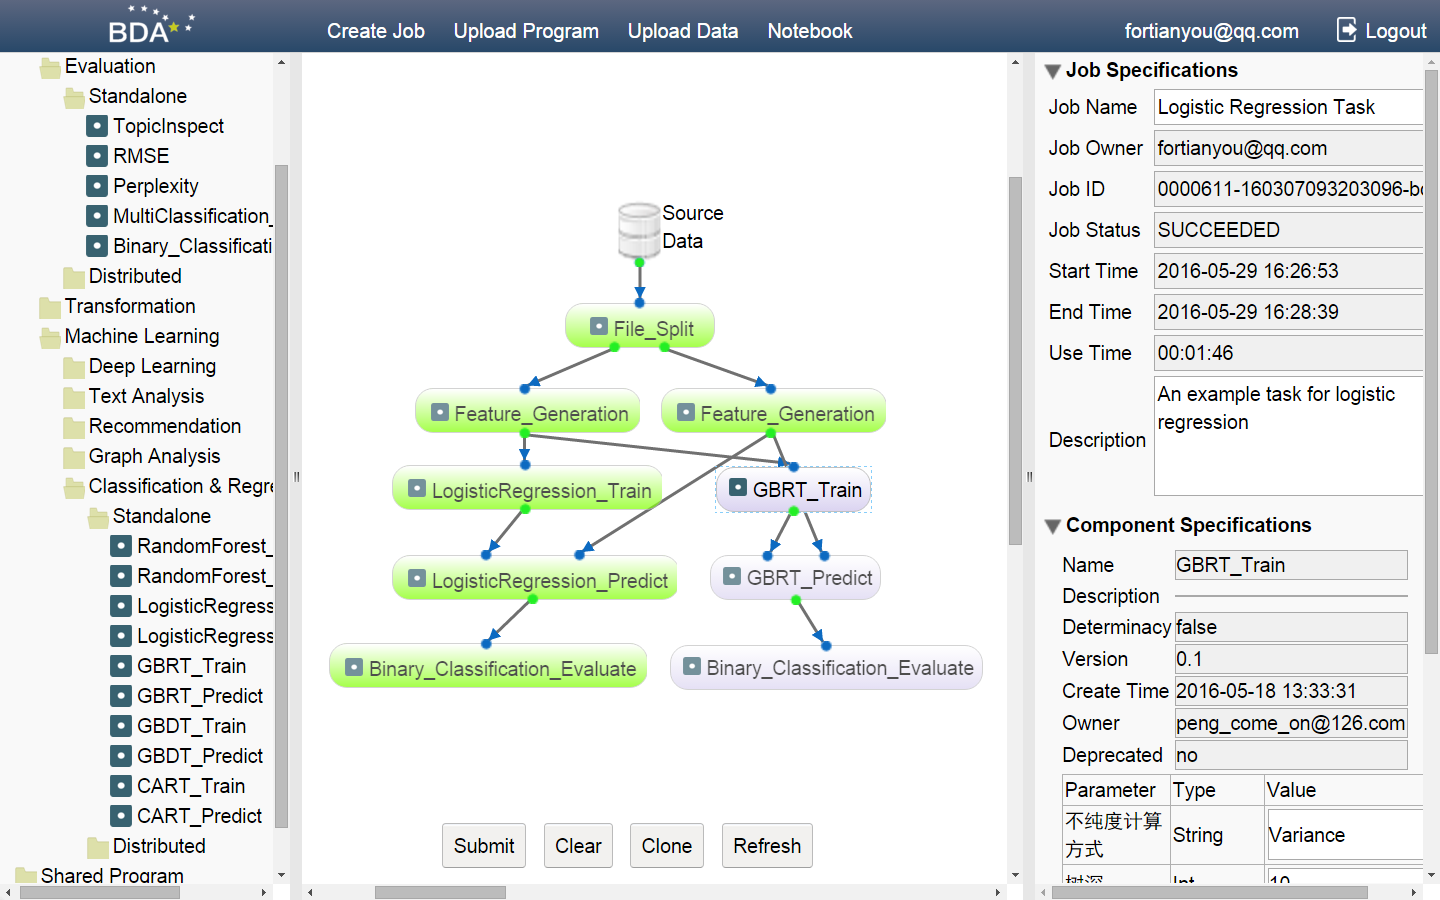 BDA
Create Job
Upload Program
Upload Data
Notebook
fortianyou@qq.com
Logout
Evaluation
Standalone
TopicInspect
RMSE
Perplexity
MultiClassification_
Binary_Classificati
Distributed
Transformation
Machine Learning
Deep Learning
Text Analysis
Recommendation
Graph Analysis
Classification & Regre
Standalone
RandomForest_
RandomForest_
LogisticRegress
LogisticRegress
GBRT_Train
GBRT_Predict
GBDT_Train
GBDT_Predict
CART_Train
CART_Predict
Distributed
Shared Program
Source
Data
File_Split
Feature_Generation
Feature_Generation
LogisticRegression_Train
GBRT_Train
LogisticRegression_Predict
GBRT_Predict
Binary_Classification_Evaluate
Binary_Classification_Evaluate
Submit
Clear
Clone
Refresh
Job Specifications
Job Name Logistic Regression Task
Job Owner fortianyou@qq.com
Job ID 0000611-160307093203096-bo
Job Status SUCCEEDED
Start Time 2016-05-29 16:26:53
End Time 2016-05-29 16:28:39
Use Time 00:01:46
An example task for logistic
regression
Description
Component Specifications
Name GBRT_Train
Description
Determinacy false
Version 0.1
Create Time 2016-05-18 13:33:31
Owner peng_come_on@126.com
Deprecated no
Parameter Type Value
不纯度计算
方式
String Variance
树深 Int 10